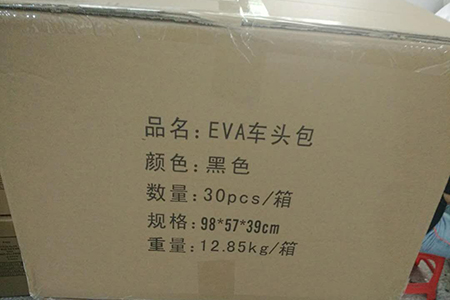 品名: EVA车头包
颜色: 黑色
数量: 30pcs/箱
规格: 98*57*39cm
重量: 12.85kg/箱